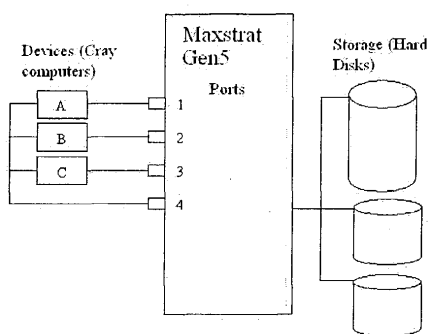 Devices (Cray
computers)
Maxstrat
Gen5
Ports
Storage (Hard
Disks)
A
1
B
2
C
3
4